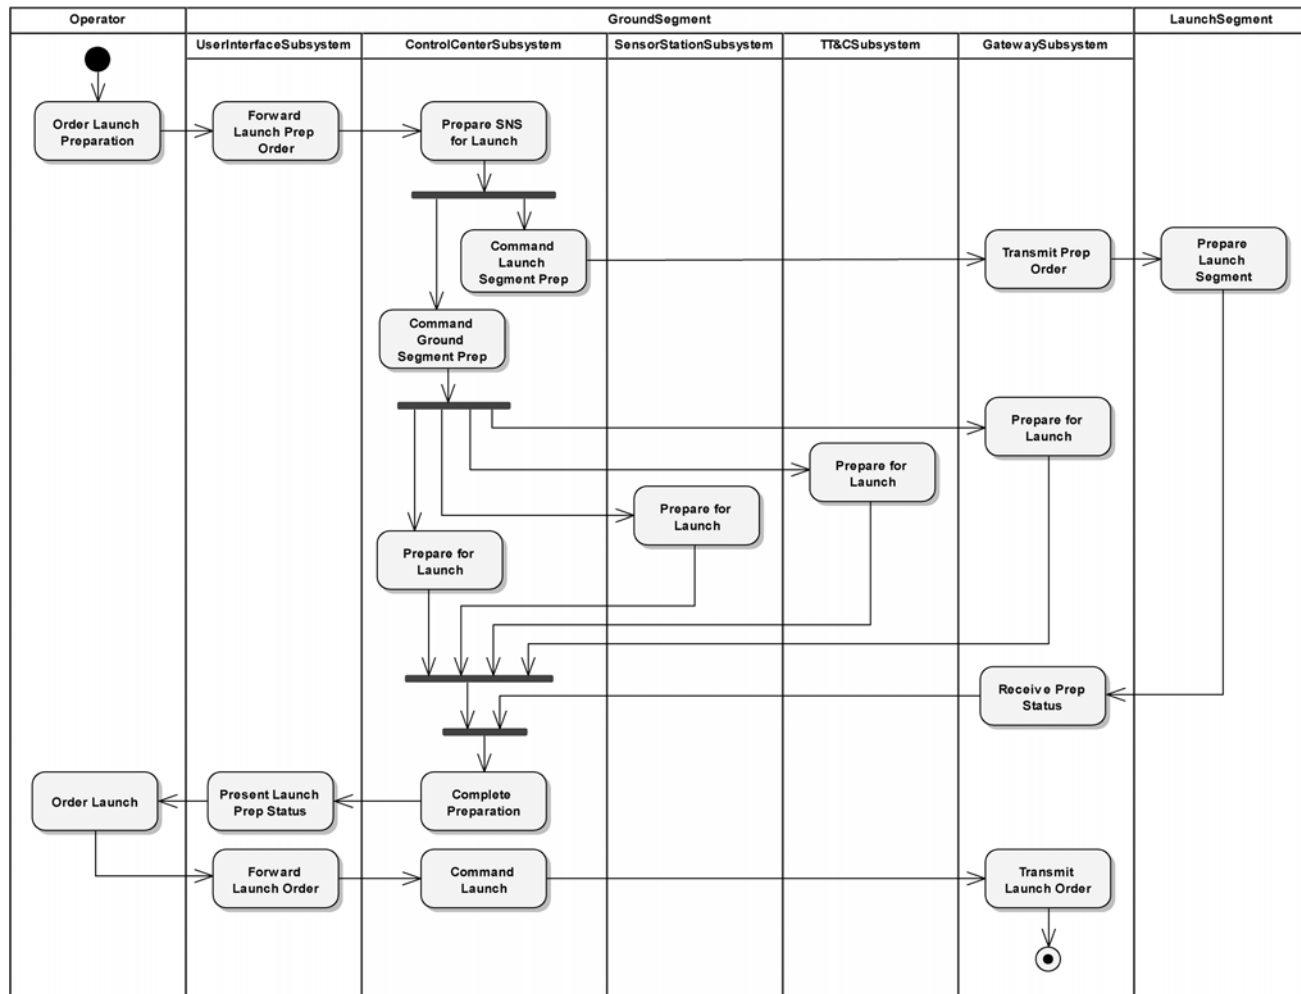 Operator
GroundSegment
LaunchSegment
UserInterfaceSubsystem
ControlCenterSubsystem
SensorStationSubsystem
TT&CSubsystem
GatewaySubsystem
Order Launch
Preparation
Forward
Launch Prep
Order
Prepare SNS
for Launch
Command
Launch
Segment Prep
Transmit Prep
Order
Prepare
Launch
Segment
Command
Ground
Segment Prep
Prepare for
Launch
Prepare for
Launch
Prepare for
Launch
Prepare for
Launch
Receive Prep
Status
Order Launch
Present Launch
Prep Status
Complete
Preparation
Forward
Launch Order
Command
Launch
Transmit
Launch Order